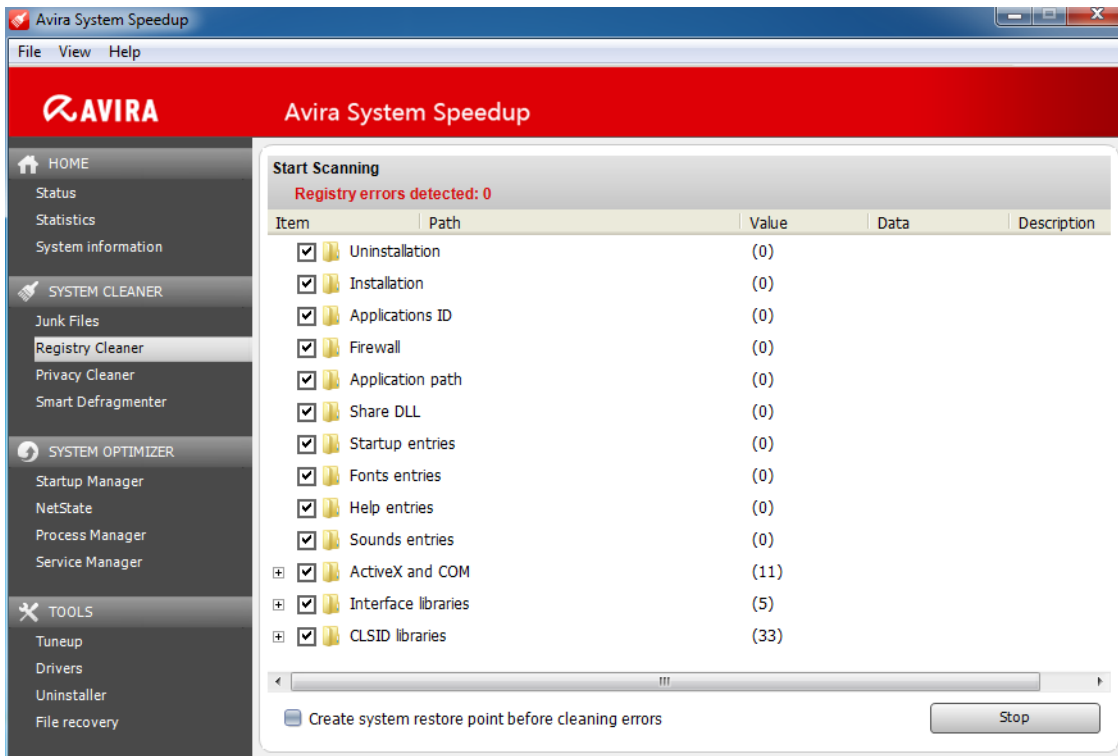 Avira System Speedup
File View Help
AVIRA
Avira System Speedup
HOME
Status
Statistics
System information
SYSTEM CLEANER
Junk Files
Registry Cleaner
Privacy Cleaner
Smart Defragmenter
SYSTEM OPTIMIZER
Startup Manager
NetState
Process Manager
Service Manager
TOOLS
Tuneup
Drivers
Uninstaller
File recovery
Start Scanning
Registry errors detected: 0
Item Path Value Data Description
Uninstallation (0)
Installation (0)
Applications ID (0)
Firewall (0)
Application path (0)
Share DLL (0)
Startup entries (0)
Fonts entries (0)
Help entries (0)
Sounds entries (0)
ActiveX and COM (11)
Interface libraries (5)
CLSID libraries (33)
Create system restore point before cleaning errors
Stop